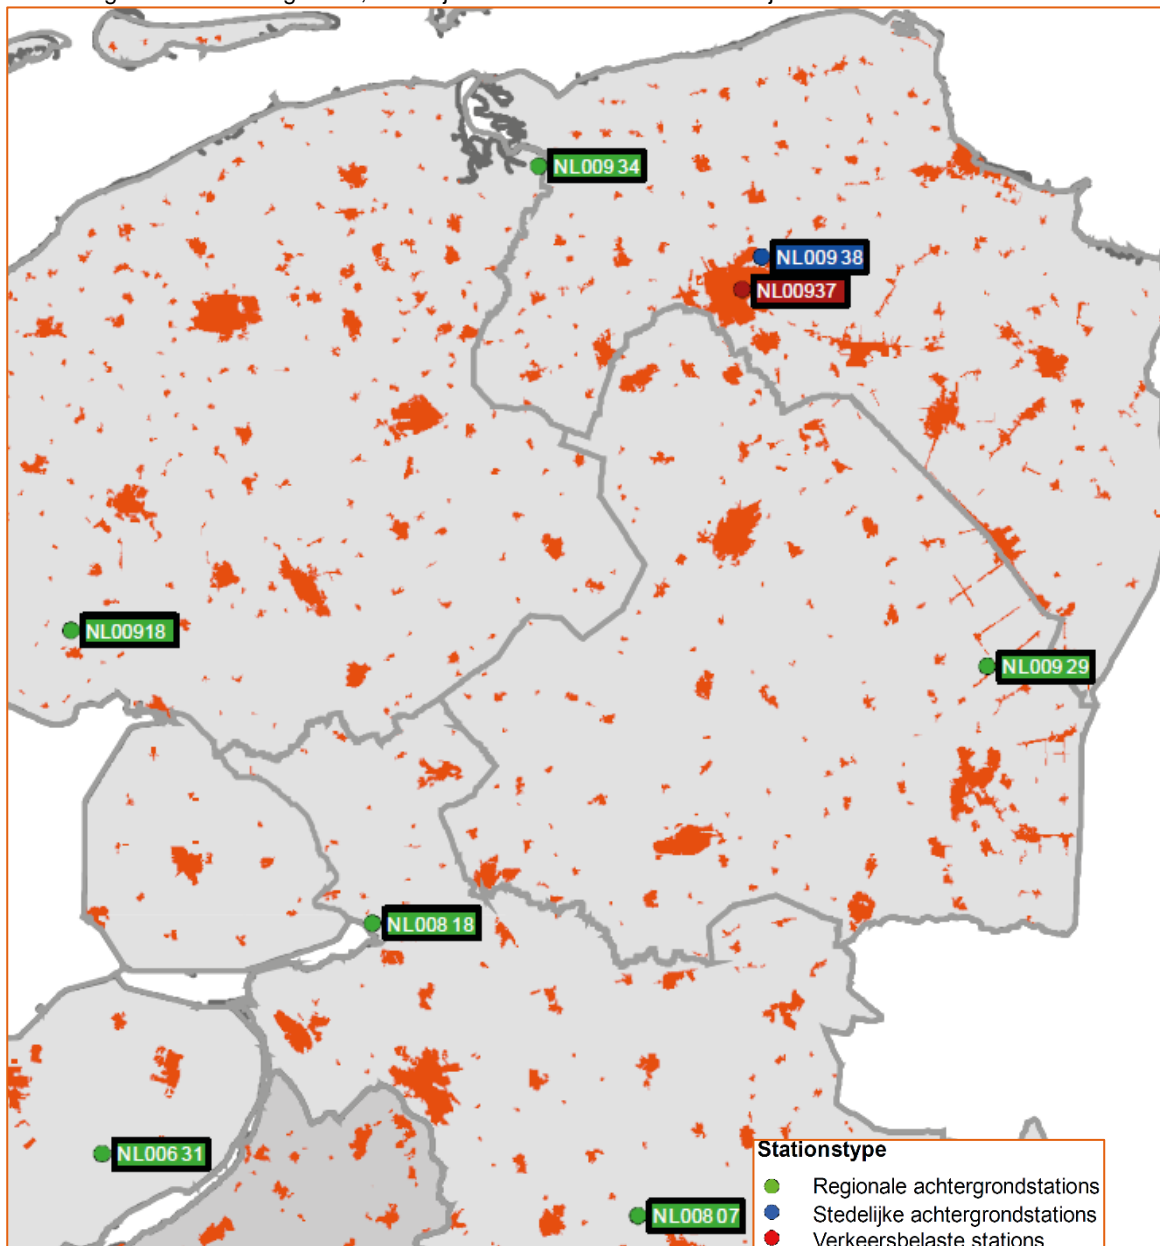 NL00934
NL00938
NL00937
NL00918
NL00929
NL00818
NL00631
NL00807
Stationstype
Regionale achtergrondstations
Stedelijke achtergrondstations
Verkeersbelaste stations